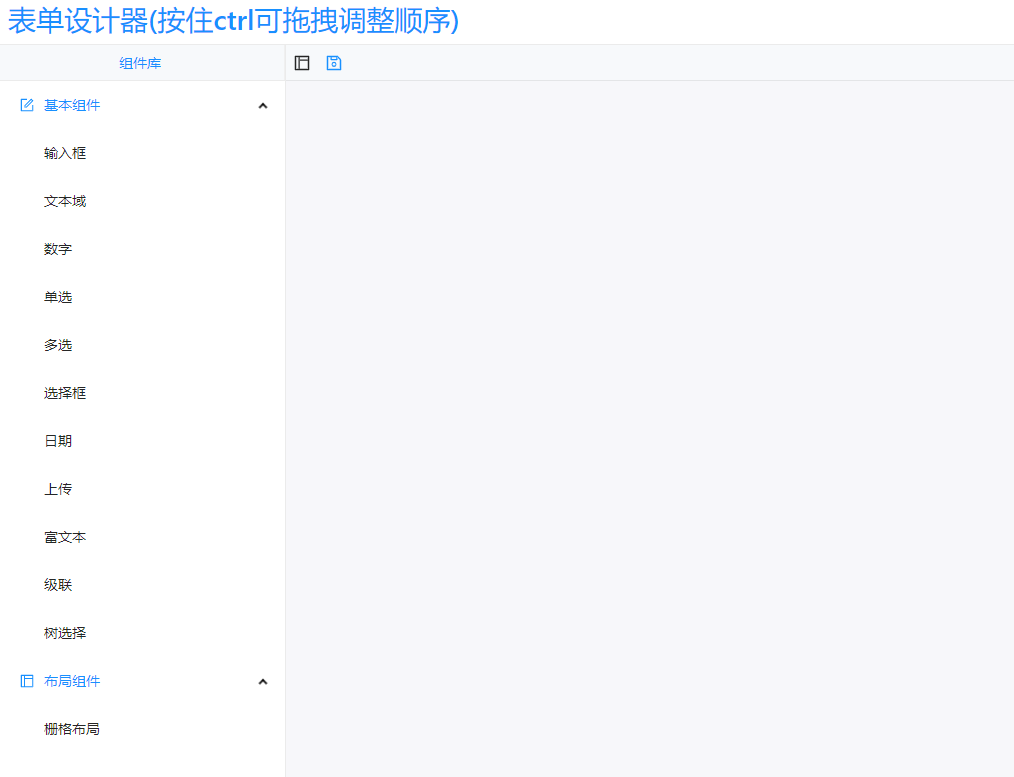 表单设计器(按住ctrl可拖拽调整顺序)
组件库
基本组件
输入框
文本域
数字
单选
多选
选择框
日期
上传
富文本
级联
树选择
布局组件
栅格布局